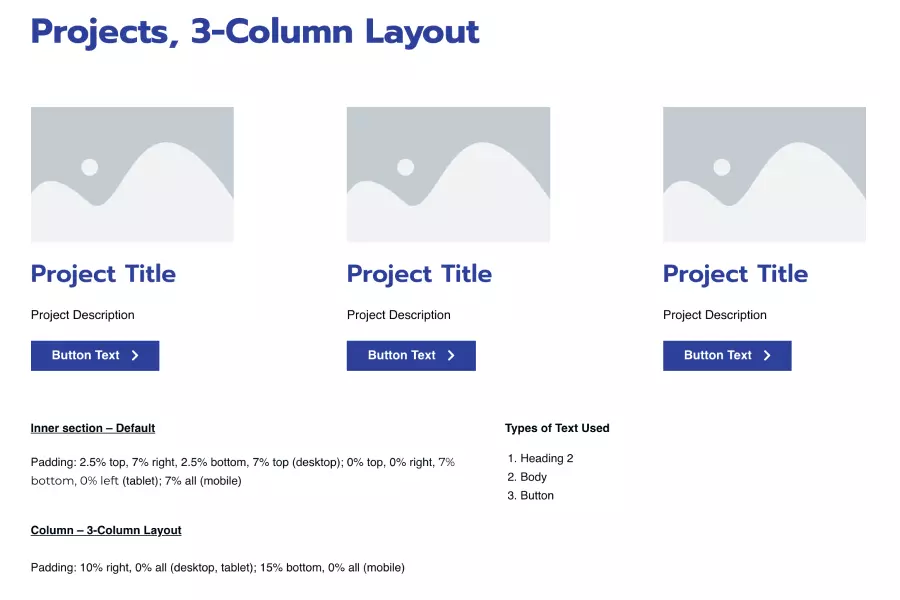 Projects, 3-Column Layout
Project Title
Project Description
Button Text
Project Title
Project Description
Button Text
Project Title
Project Description
Button Text
Inner section – Default
Padding: 2.5% top, 7% right, 2.5% bottom, 7% top (desktop); 0% top, 0% right, 7%
bottom, 0% left (tablet); 7% all (mobile)
Column – 3-Column Layout
Padding: 10% right, 0% all (desktop, tablet); 15% bottom, 0% all (mobile)
Types of Text Used
1. Heading 2
2. Body
3. Button